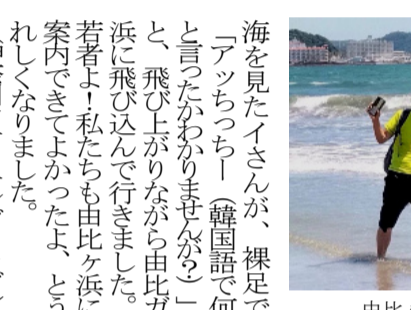 海を見たイさんが、裸足で
「アッちっちー（韓国語で何
と言ったかわかりませんが？）」
と、飛び上がりながら由比ガ
浜に飛び込んで行きました。
若者よ！私たちも由比ヶ浜に
案内できてよかったよ、とう
れしくなりました。
由比